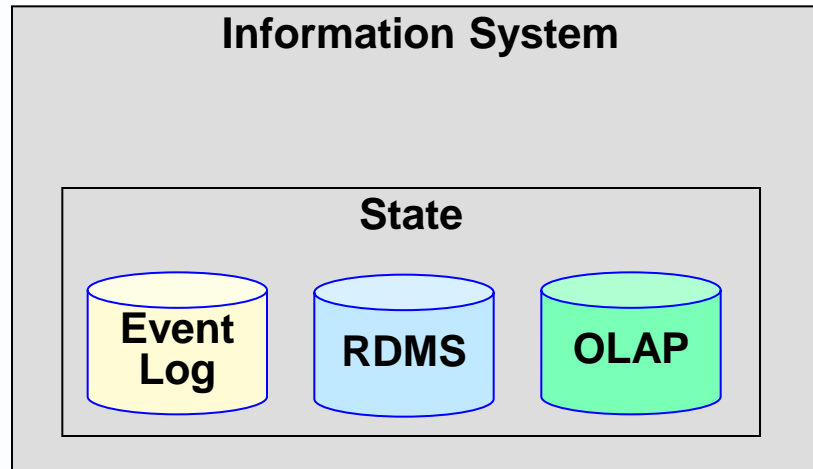 Information System
State
Event
Log
RDMS
OLAP